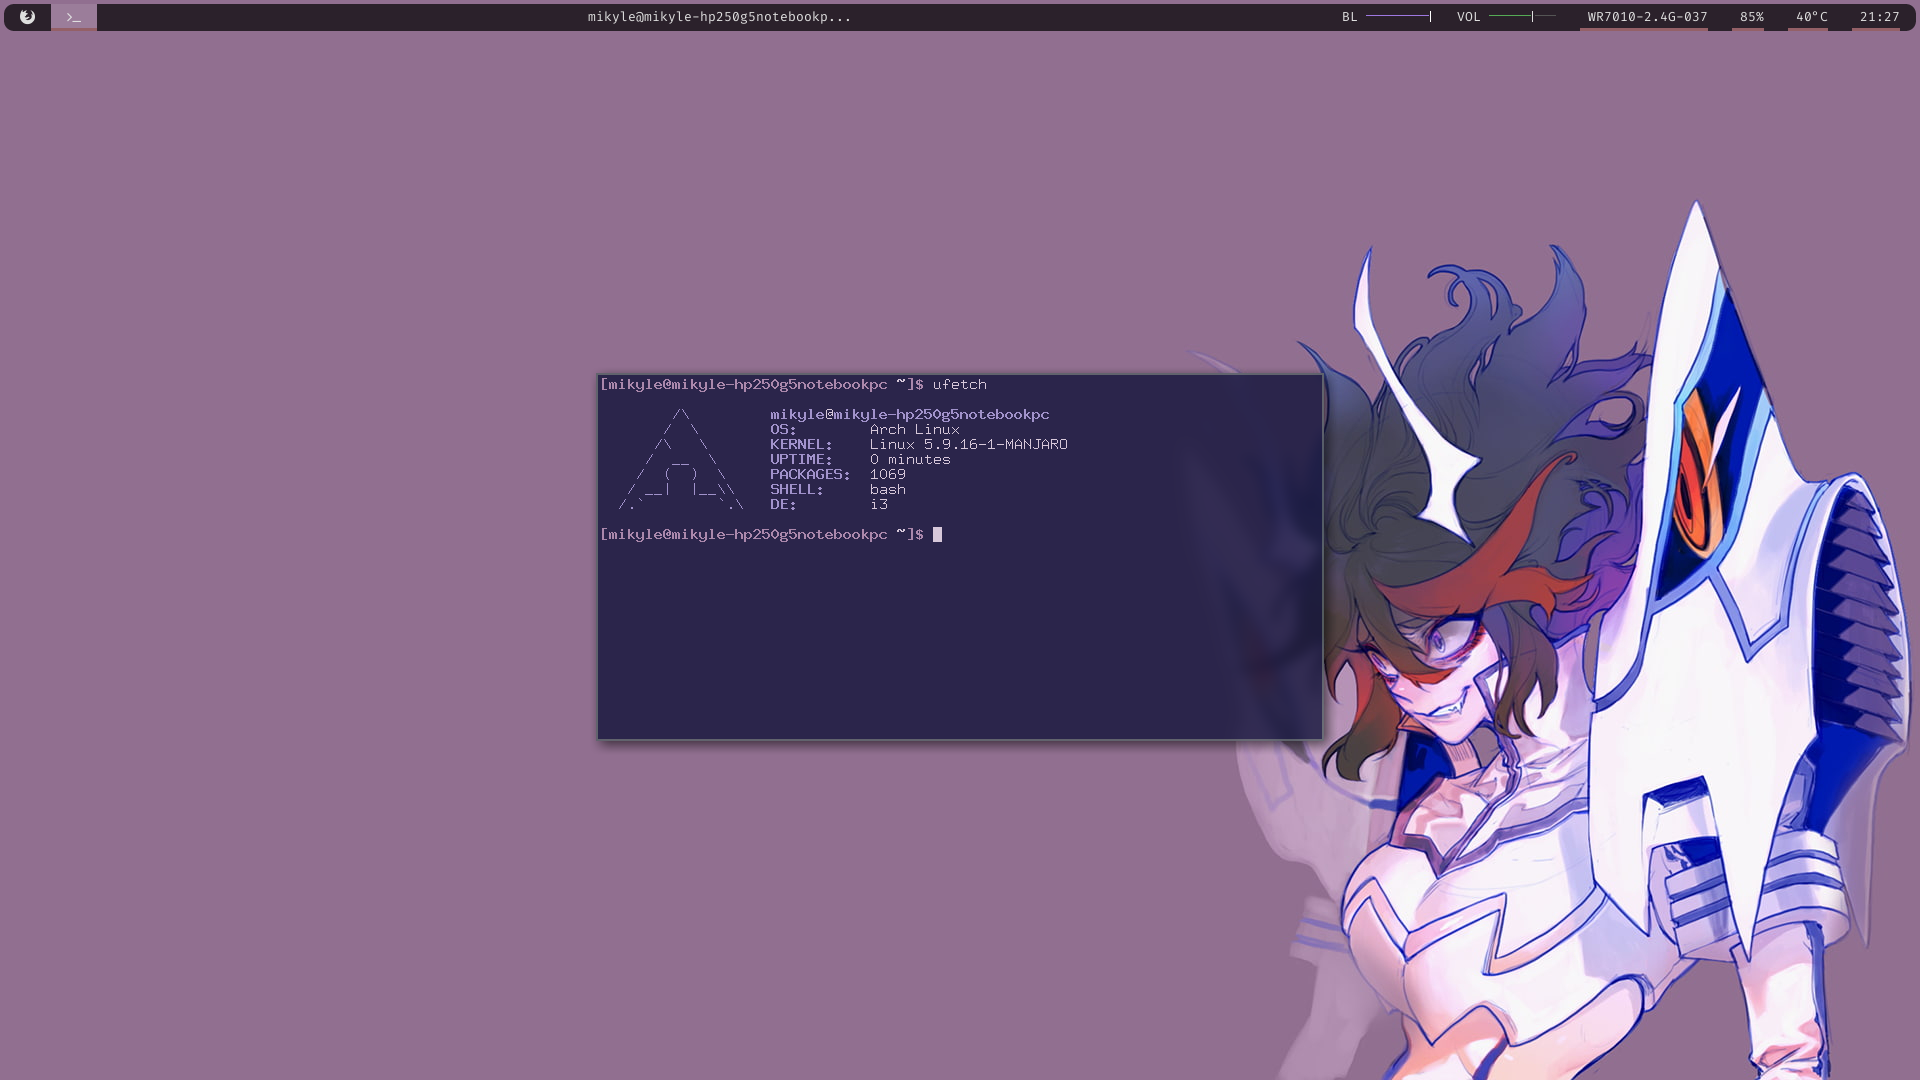 >_ mikyle@mikyle-hp250g5notebookp... BL VOL WR7010-2.4G-037 85% 40°C 21:27
[mikyle@mikyle-hp250g5notebookpc ~]$ ufetch
mikyle@mikyle-hp250g5notebookpc
OS: Arch Linux
KERNEL: Linux 5.9.16-1-MANJARO
UPTIME: 0 minutes
PACKAGES: 1069
SHELL: bash
DE: i3
[mikyle@mikyle-hp250g5notebookpc ~]$